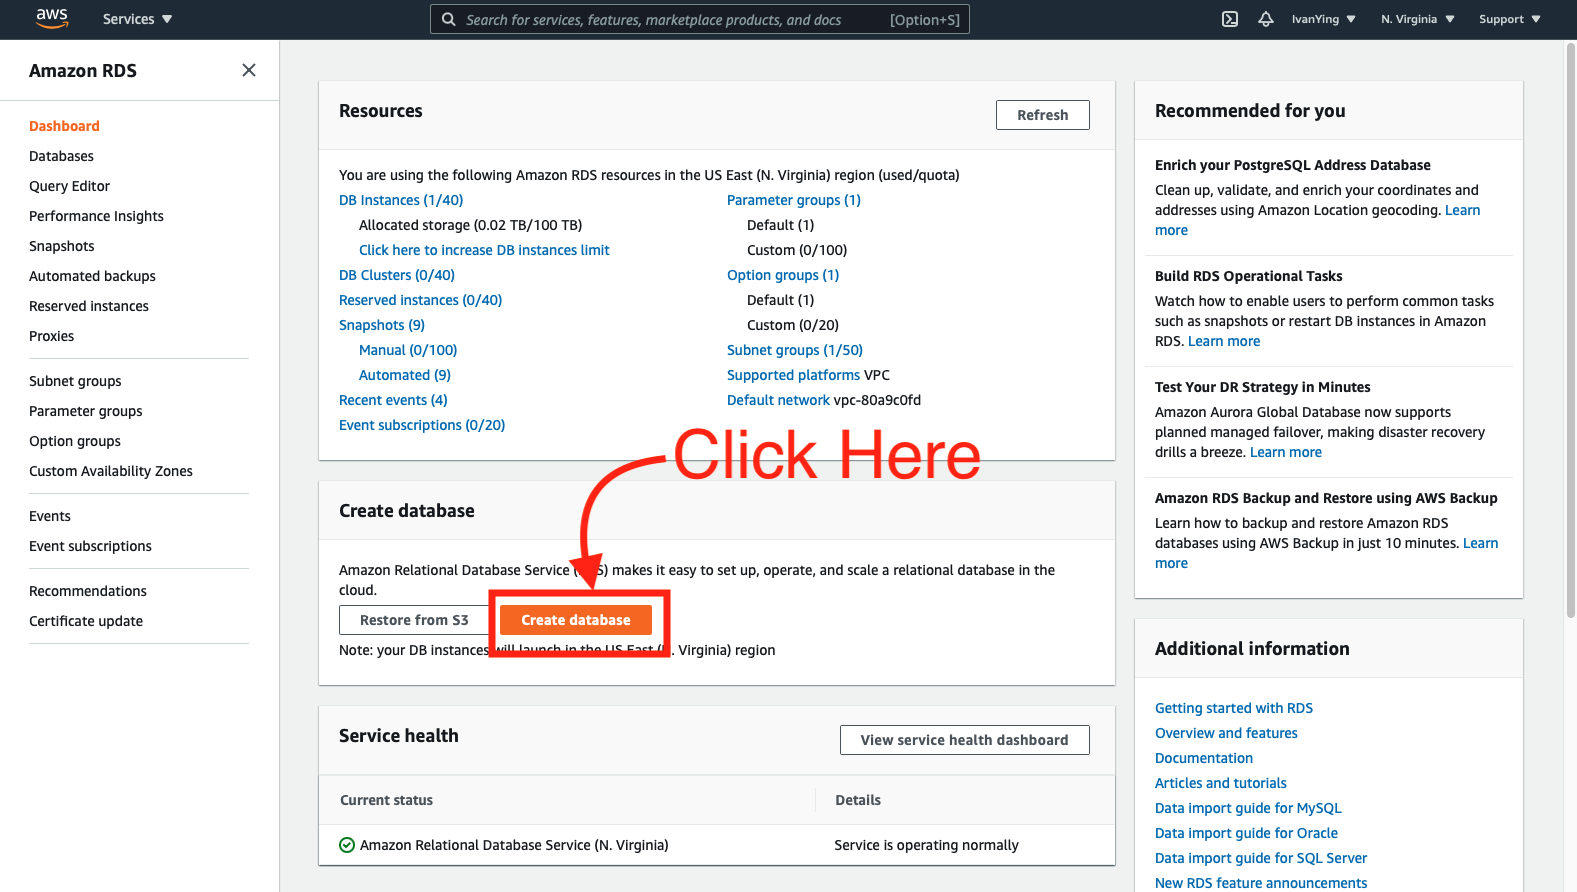 aws
Services
Search for services, features, marketplace products, and docs
[Option+S]
IvanYing
N. Virginia
Support
Amazon RDS
Dashboard
Databases
Query Editor
Performance Insights
Snapshots
Automated backups
Reserved instances
Proxies
Subnet groups
Parameter groups
Option groups
Custom Availability Zones
Events
Event subscriptions
Recommendations
Certificate update
Resources
Refresh
You are using the following Amazon RDS resources in the US East (N. Virginia) region (used/quota)
DB Instances (1/40)
Allocated storage (0.02 TB/100 TB)
Click here to increase DB instances limit
DB Clusters (0/40)
Reserved instances (0/40)
Snapshots (9)
Manual (0/100)
Automated (9)
Recent events (4)
Event subscriptions (0/20)
Parameter groups (1)
Default (1)
Custom (0/100)
Option groups (1)
Default (1)
Custom (0/20)
Subnet groups (1/50)
Supported platforms VPC
Default network vpc-80a9c0fd
Click Here
Create database
Amazon Relational Database Service ( S) makes it easy to set up, operate, and scale a relational database in the
cloud.
Restore from S3
Create database
Note: your DB instances will launch in the US East ( . Virginia) region
Service health
View service health dashboard
Current status
Details
Amazon Relational Database Service (N. Virginia)
Service is operating normally
Recommended for you
Enrich your PostgreSQL Address Database
Clean up, validate, and enrich your coordinates and
addresses using Amazon Location geocoding. Learn
more
Build RDS Operational Tasks
Watch how to enable users to perform common tasks
such as snapshots or restart DB instances in Amazon
RDS. Learn more
Test Your DR Strategy in Minutes
Amazon Aurora Global Database now supports
planned managed failover, making disaster recovery
drills a breeze. Learn more
Amazon RDS Backup and Restore using AWS Backup
Learn how to backup and restore Amazon RDS
databases using AWS Backup in just 10 minutes. Learn
more
Additional information
Getting started with RDS
Overview and features
Documentation
Articles and tutorials
Data import guide for MySQL
Data import guide for Oracle
Data import guide for SQL Server
New RDS feature announcements